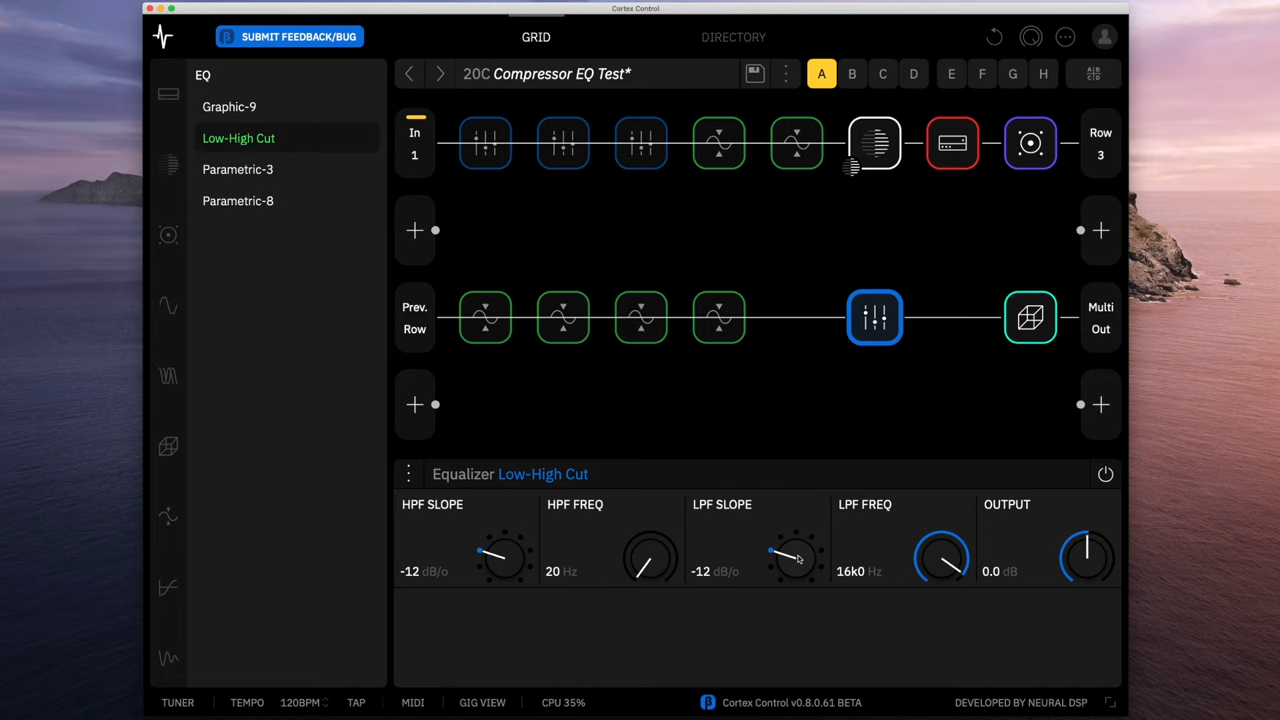 Cortex Control
SUBMIT FEEDBACK/BUG
GRID
DIRECTORY
EQ
Graphic-9
Low-High Cut
Parametric-3
Parametric-8
20C Compressor EQ Test*
A B C D E F G H
A B
C D
In
1
Row
3
Prev.
Row
Multi
Out
Equalizer Low-High Cut
HPF SLOPE
-12 dB/o
HPF FREQ
20 Hz
LPF SLOPE
-12 dB/o
LPF FREQ
16k0 Hz
OUTPUT
0.0 dB
TUNER
TEMPO 120BPM TAP
MIDI
GIG VIEW
CPU 35%
Cortex Control v0.8.0.61 BETA
DEVELOPED BY NEURAL DSP